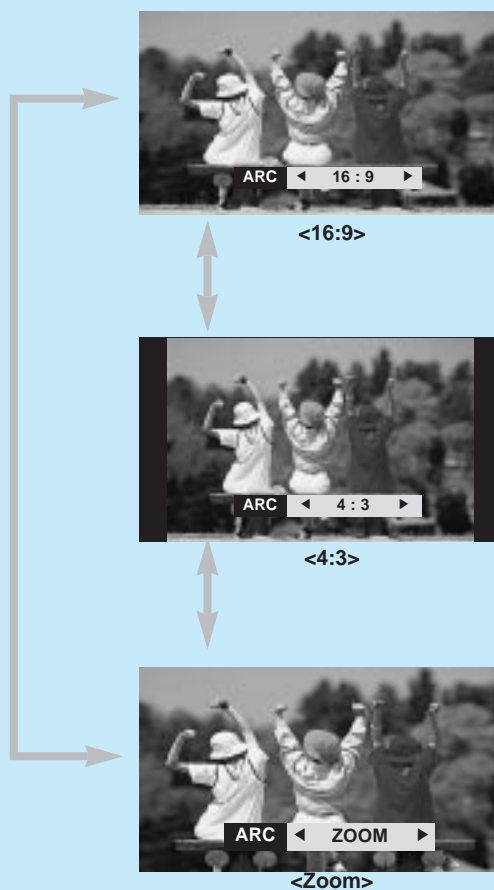 ARC ◀ 16 : 9 ▶
<16:9>
ARC ◀ 4 : 3 ▶
<4:3>
ARC ◀ ZOOM ▶
<Zoom>